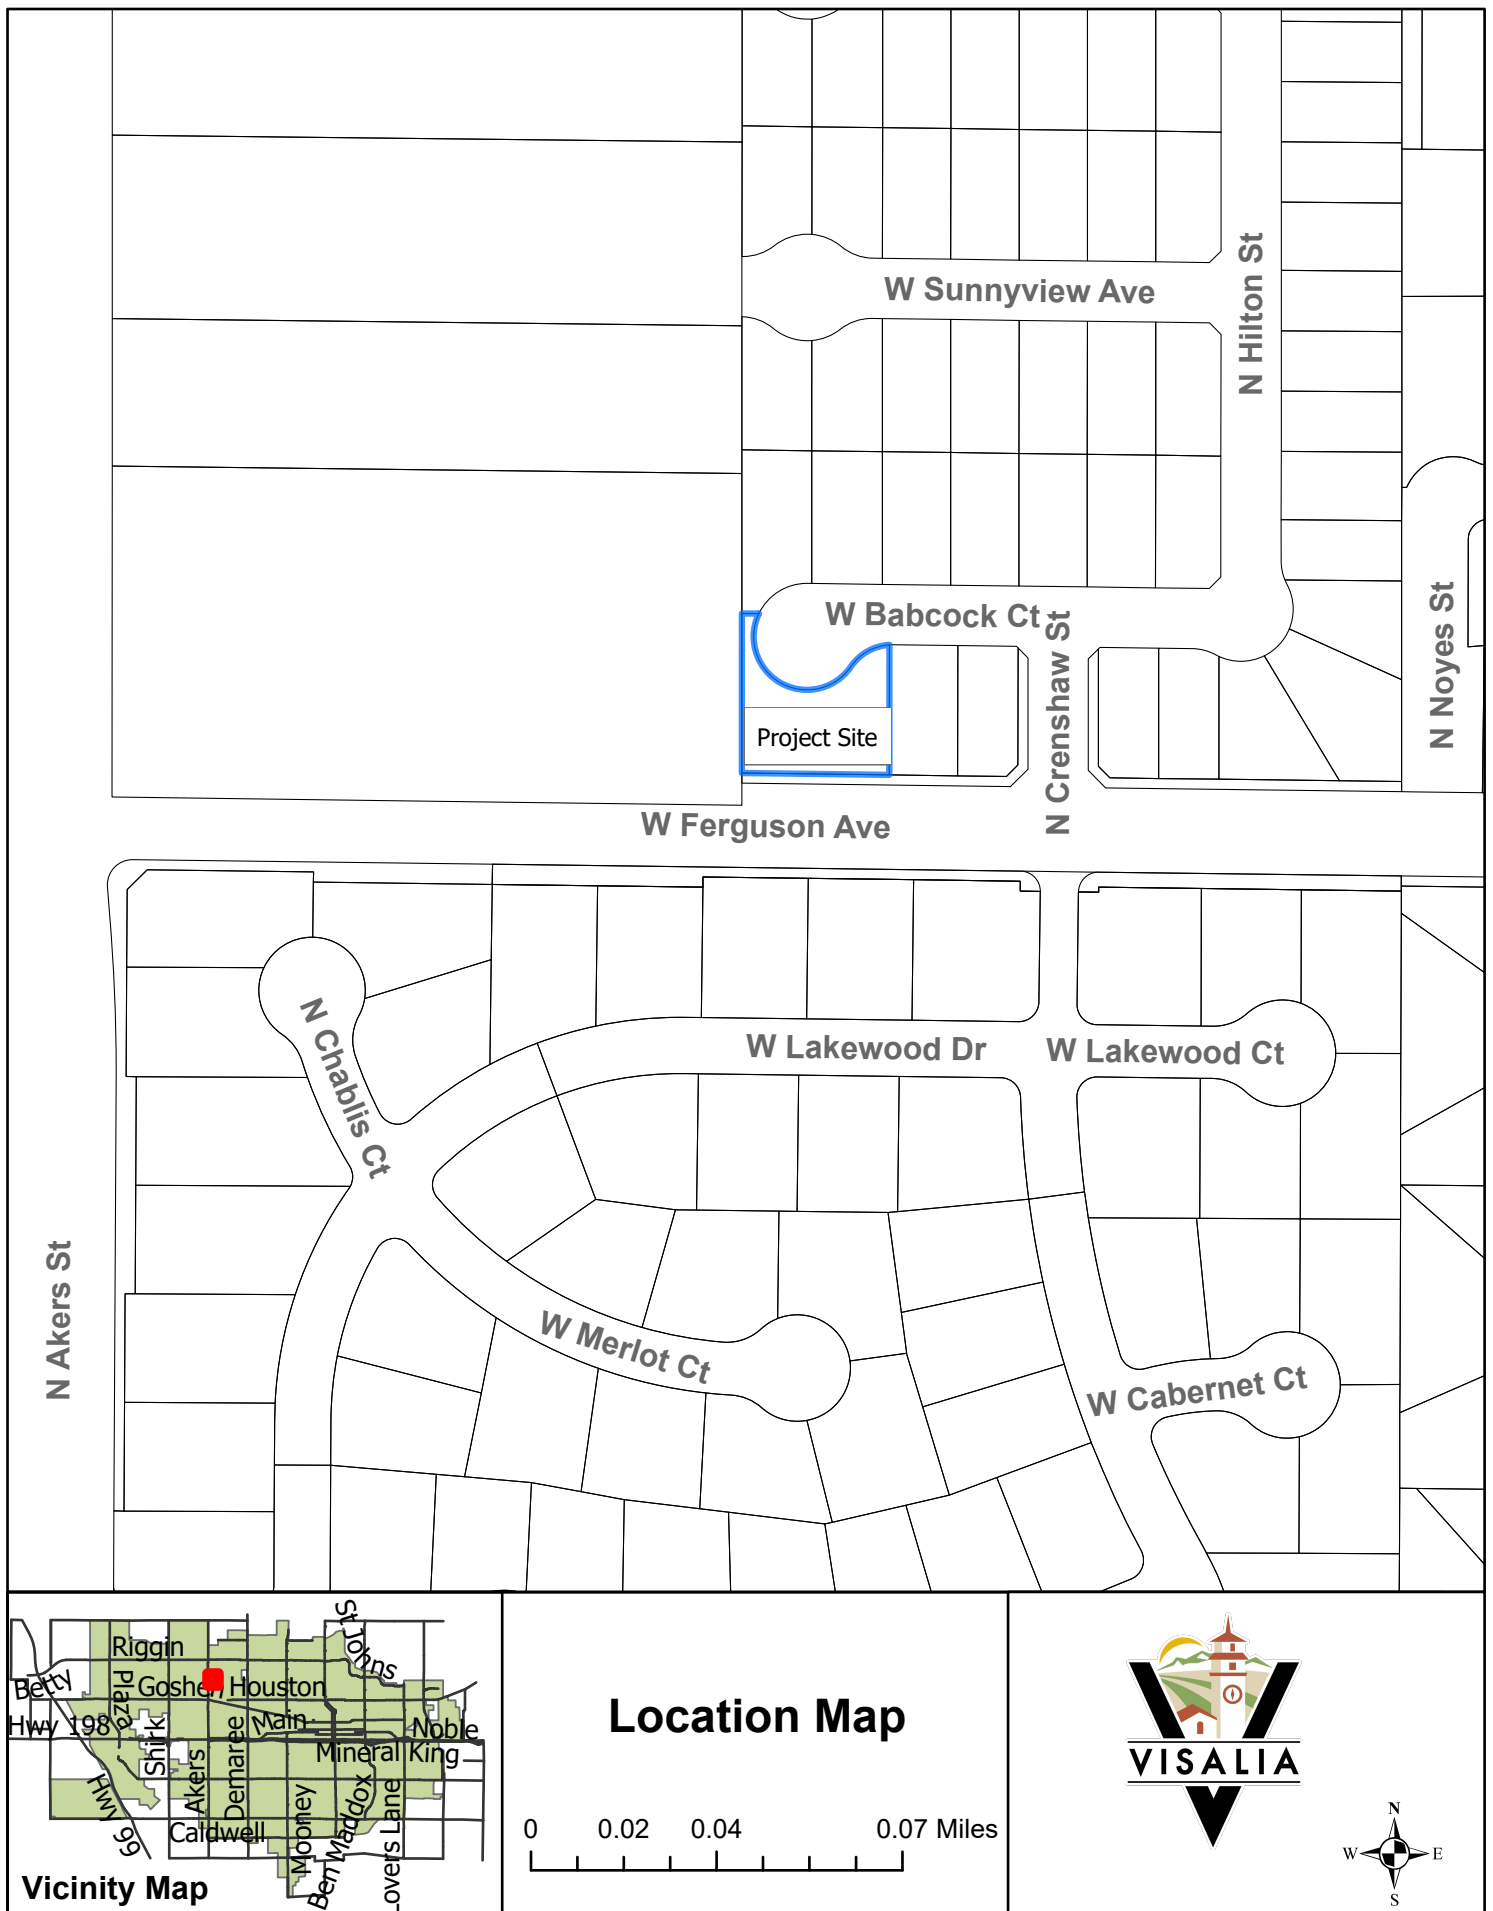 W Sunnyview Ave
N Hilton St
W Babcock Ct
N Crenshaw St
N Noyes St
Project Site
W Ferguson Ave
N Chablis Ct
W Lakewood Dr
W Lakewood Ct
N Akers St
W Merlot Ct
W Cabernet Ct
St Johns
Riggin
Betty
Plaza
Goshen
Houston
Hwy 198
Main
Noble
Shirk
Mineral King
Akers
Demaree
Hwy 99
Mooney
Ben Maddox
Lovers Lane
Caldwell
Vicinity Map
Location Map
0 0.02 0.04 0.07 Miles
VISALIA
N
W E
S